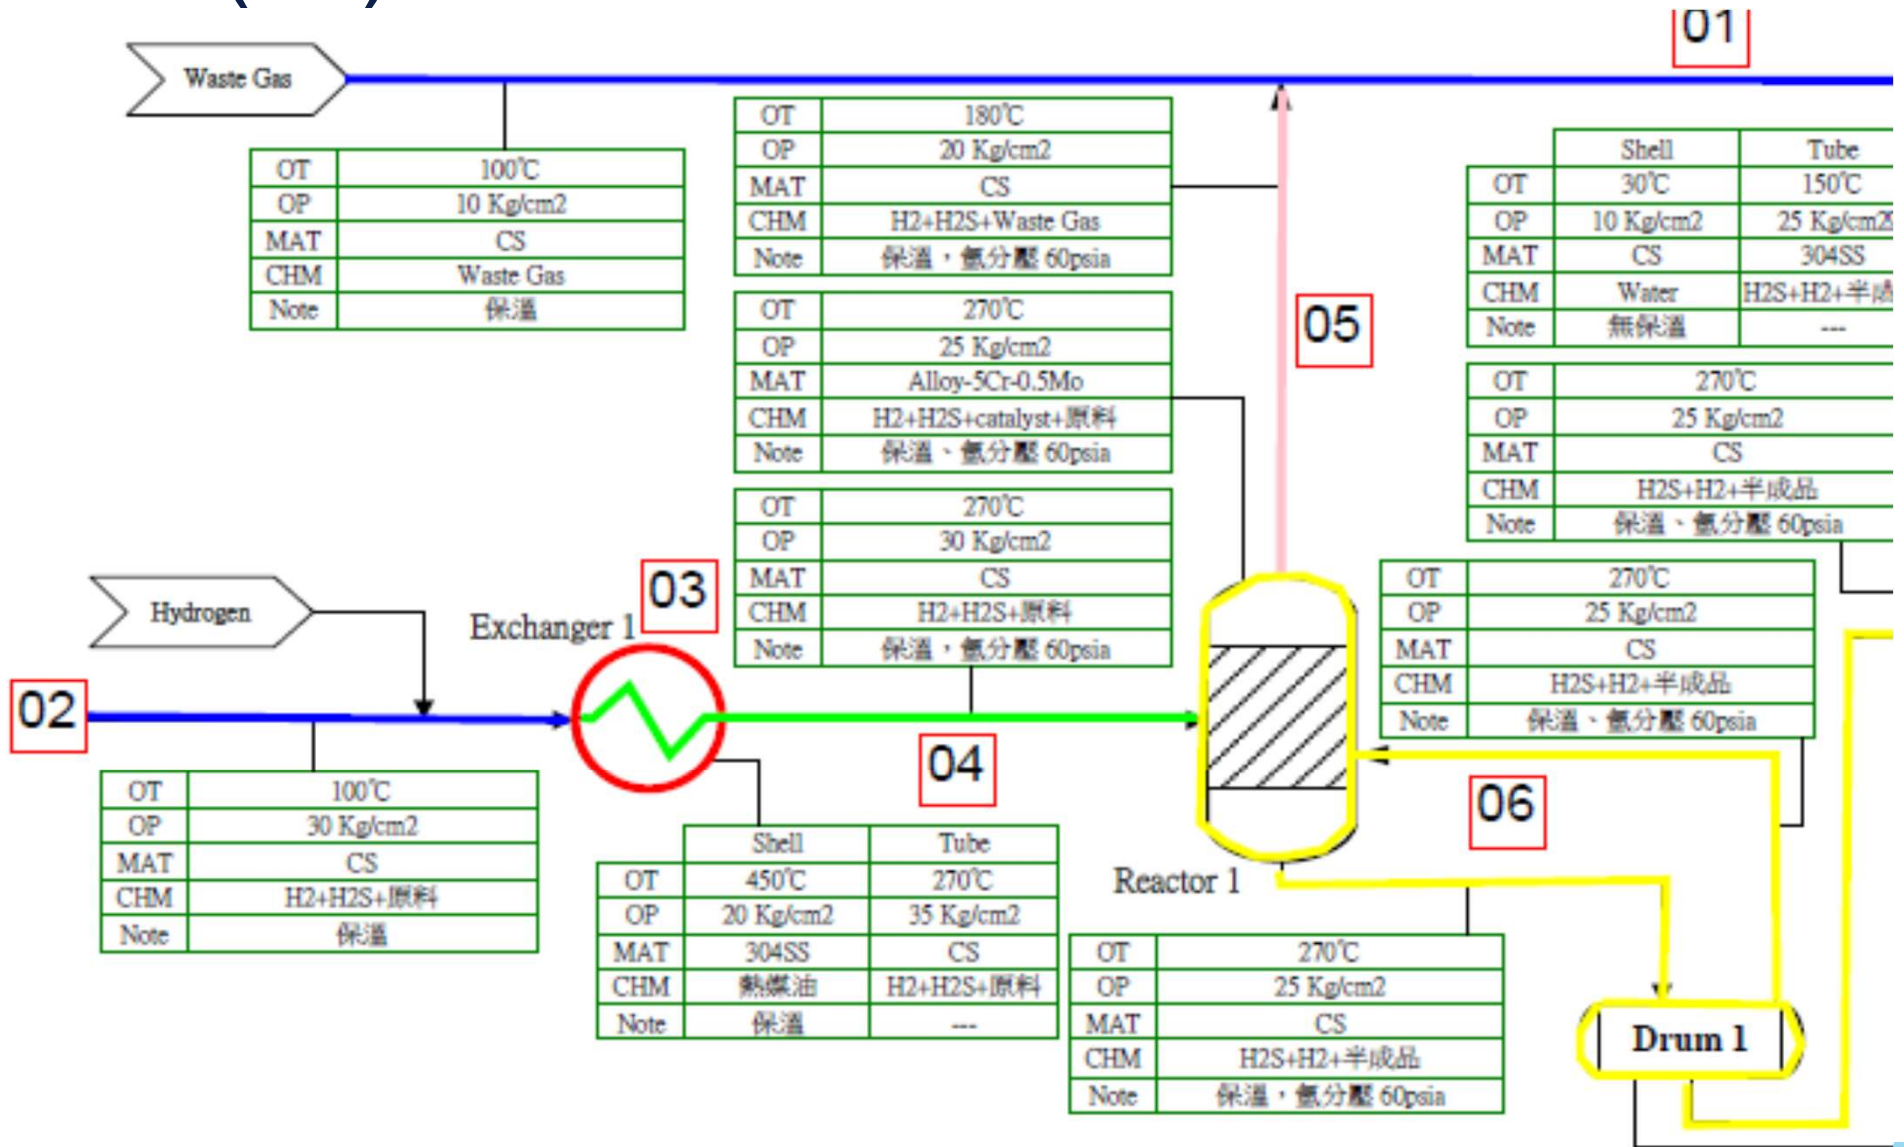 01
Waste Gas
OT 100℃
OP 10 Kg/cm2
MAT CS
CHM Waste Gas
Note 保溫
OT 180℃
OP 20 Kg/cm2
MAT CS
CHM H2+H2S+Waste Gas
Note 保溫，氫分壓 60psia
OT 270℃
OP 25 Kg/cm2
MAT Alloy-5Cr-0.5Mo
CHM H2+H2S+catalyst+原料
Note 保溫、氫分壓 60psia
OT 270℃
OP 30 Kg/cm2
MAT CS
CHM H2+H2S+原料
Note 保溫，氫分壓 60psia
05
Shell Tube
OT 30℃ 150℃
OP 10 Kg/cm2 25 Kg/cm2
MAT CS 304SS
CHM Water H2S+H2+半成
Note 無保溫 ---
OT 270℃
OP 25 Kg/cm2
MAT CS
CHM H2S+H2+半成品
Note 保溫、氫分壓 60psia
OT 270℃
OP 25 Kg/cm2
MAT CS
CHM H2S+H2+半成品
Note 保溫、氫分壓 60psia
Hydrogen
Exchanger 1
03
02
04
06
OT 100℃
OP 30 Kg/cm2
MAT CS
CHM H2+H2S+原料
Note 保溫
Shell Tube
OT 450℃ 270℃
OP 20 Kg/cm2 35 Kg/cm2
MAT 304SS CS
CHM 熱媒油 H2+H2S+原料
Note 保溫 ---
Reactor 1
OT 270℃
OP 25 Kg/cm2
MAT CS
CHM H2S+H2+半成品
Note 保溫，氫分壓 60psia
Drum 1